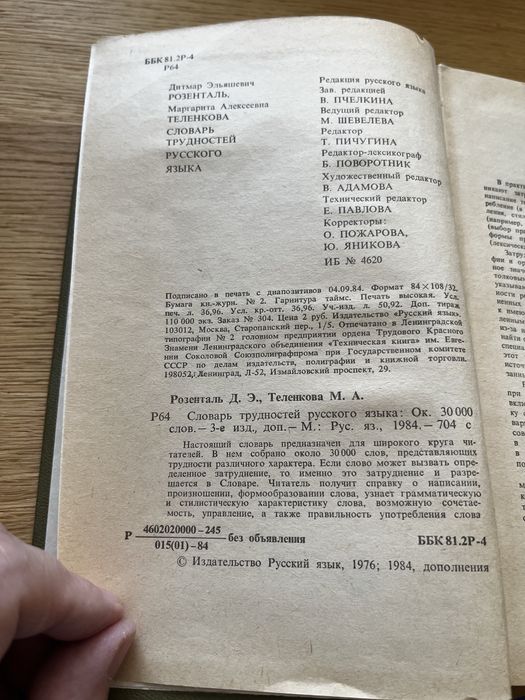 ББК 81.2Р-4
Р64
Дитмар Эльяшевич
РОЗЕНТАЛЬ,
Маргарита Алексеевна
ТЕЛЕНКОВА
СЛОВАРЬ
ТРУДНОСТЕЙ
РУССКОГО
ЯЗЫКА
Редакция русского языка
Зав. редакцией
В. ПЧЕЛКИНА
Ведущий редактор
М. ШЕВЕЛЕВА
Редактор
Т. ПИЧУГИНА
Редактор-лексикограф
Б. ПОВОРОТНИК
Художественный редактор
В. АДАМОВА
Технический редактор
Е. ПАВЛОВА
Корректоры:
О. ПОЖАРОВА,
Ю. ЯНИКОВА
ИБ № 4620
Подписано в печать с диапозитивов 04.09.84. Формат 84×108/32.
Бумага кн.-журн. № 2. Гарнитура таймс. Печать высокая. Усл.
печ. л. 36,96. Усл. кр.-отт. 36,96. Уч.-изд. л. 50,92. Доп. тираж
110 000 экз. Заказ № 304. Цена 2 руб. Издательство «Русский язык».
103012, Москва, Старопанский пер., 1/5. Отпечатано в Ленинградской
типографии № 2 головном предприятии ордена Трудового Красного
Знамени Ленинградского объединения «Техническая книга» им. Евге-
нии Соколовой Союзполиграфпрома при Государственном комитете
СССР по делам издательств, полиграфии и книжной торговли.
198052, г. Ленинград, Л-52, Измайловский проспект, 29.
Розенталь Д. Э., Теленкова М. А.
Р64 Словарь трудностей русского языка: Ок. 30 000
слов.— 3-е изд., доп.— М.: Рус. яз., 1984.— 704 с
Настоящий словарь предназначен для широкого круга чи-
тателей. В нем собрано около 30 000 слов, представляющих
трудности различного характера. Если слово может вызвать опре-
деленное затруднение, то именно это затруднение и разре-
шается в Словаре. Читатель получит справку о написании,
произношении, формообразовании слова, узнает грамматическую
и стилистическую характеристику слова, возможную сочетае-
мость, управление, а также правильность употребления слова
Р 4602020000—245
015(01)—84 без объявления
ББК 81.2Р-4
© Издательство Русский язык, 1976; 1984, дополнения